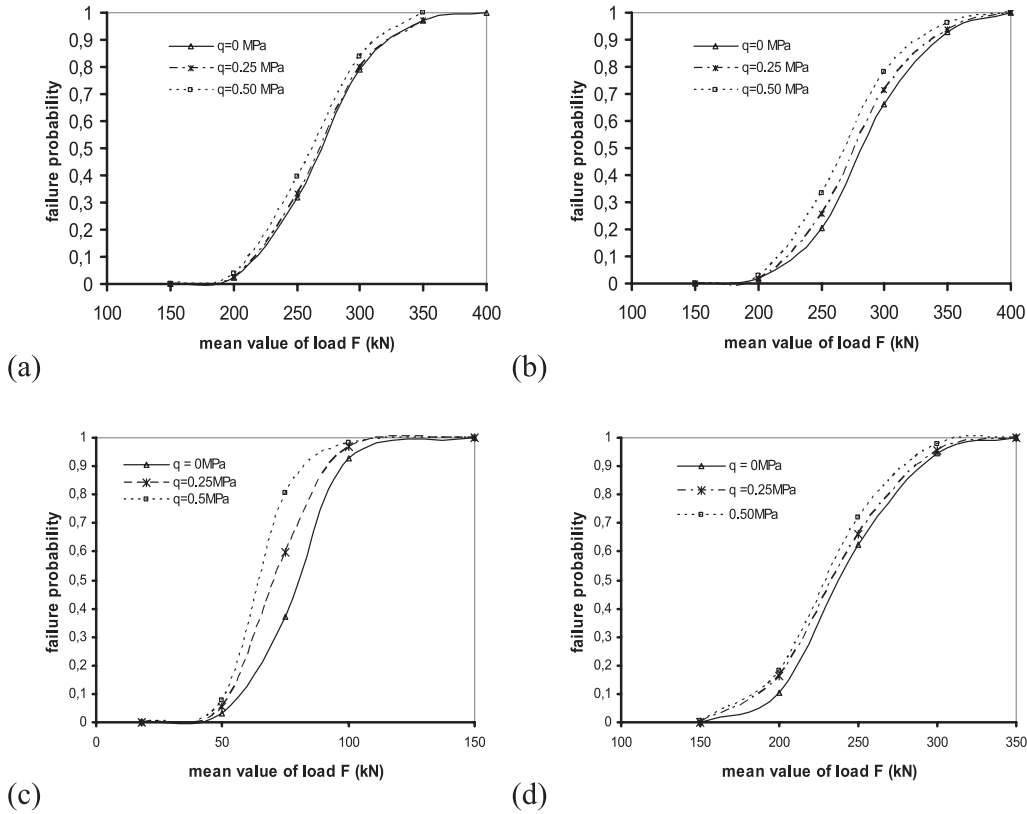 1
0,9
0,8
0,7
0,6
0,5
0,4
0,3
0,2
0,1
0
failure probability
q=0 MPa
q=0.25 MPa
q=0.50 MPa
100 150 200 250 300 350 400
mean value of load F (kN)
(a)
1
0,9
0,8
0,7
0,6
0,5
0,4
0,3
0,2
0,1
0
failure probability
q=0 MPa
q=0.25 MPa
q=0.50 MPa
100 150 200 250 300 350 400
mean value of load F (kN)
(b)
1
0,9
0,8
0,7
0,6
0,5
0,4
0,3
0,2
0,1
0
failure probability
q = 0MPa
q=0.25MPa
q=0.5MPa
0 50 100 150
mean value of load F (kN)
(c)
1
0,9
0,8
0,7
0,6
0,5
0,4
0,3
0,2
0,1
0
failure probability
q = 0MPa
q =0.25MPa
0.50MPa
100 150 200 250 300 350
mean value of load F (kN)
(d)